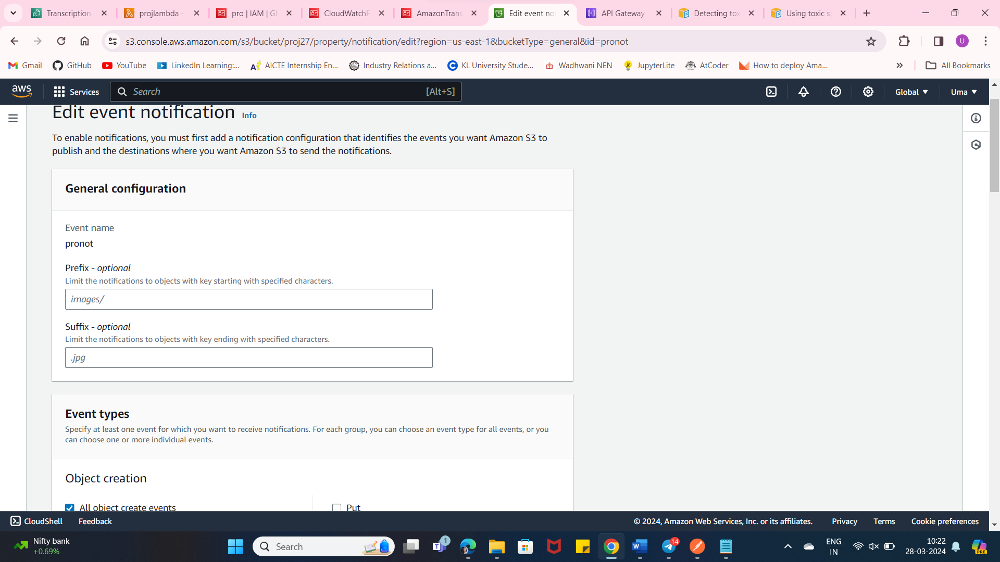 Transcription
projlambda -
pro | IAM | Gl
CloudWatchF
AmazonTrans
Edit event no
API Gateway
Detecting tox
Using toxic s
s3.console.aws.amazon.com/s3/bucket/proj27/property/notification/edit?region=us-east-1&bucketType=general&id=pronot
U
Gmail
GitHub
YouTube
LinkedIn Learning:...
AICTE Internship En...
Industry Relations a...
KL University Stude...
Wadhwani NEN
JupyterLite
AtCoder
How to deploy Ama...
All Bookmarks
aws
Services
Search
[Alt+S]
Global
Uma
Edit event notification Info
To enable notifications, you must first add a notification configuration that identifies the events you want Amazon S3 to
publish and the destinations where you want Amazon S3 to send the notifications.
General configuration
Event name
pronot
Prefix - optional
Limit the notifications to objects with key starting with specified characters.
images/
Suffix - optional
Limit the notifications to objects with key ending with specified characters.
.jpg
Event types
Specify at least one event for which you want to receive notifications. For each group, you can choose an event type for all events, or you
can choose one or more individual events.
Object creation
All object create events
Put
CloudShell
Feedback
© 2024, Amazon Web Services, Inc. or its affiliates.
Privacy
Terms
Cookie preferences
Nifty bank
+0.69%
Search
1
14
ENG
IN
10:22
28-03-2024
PRE